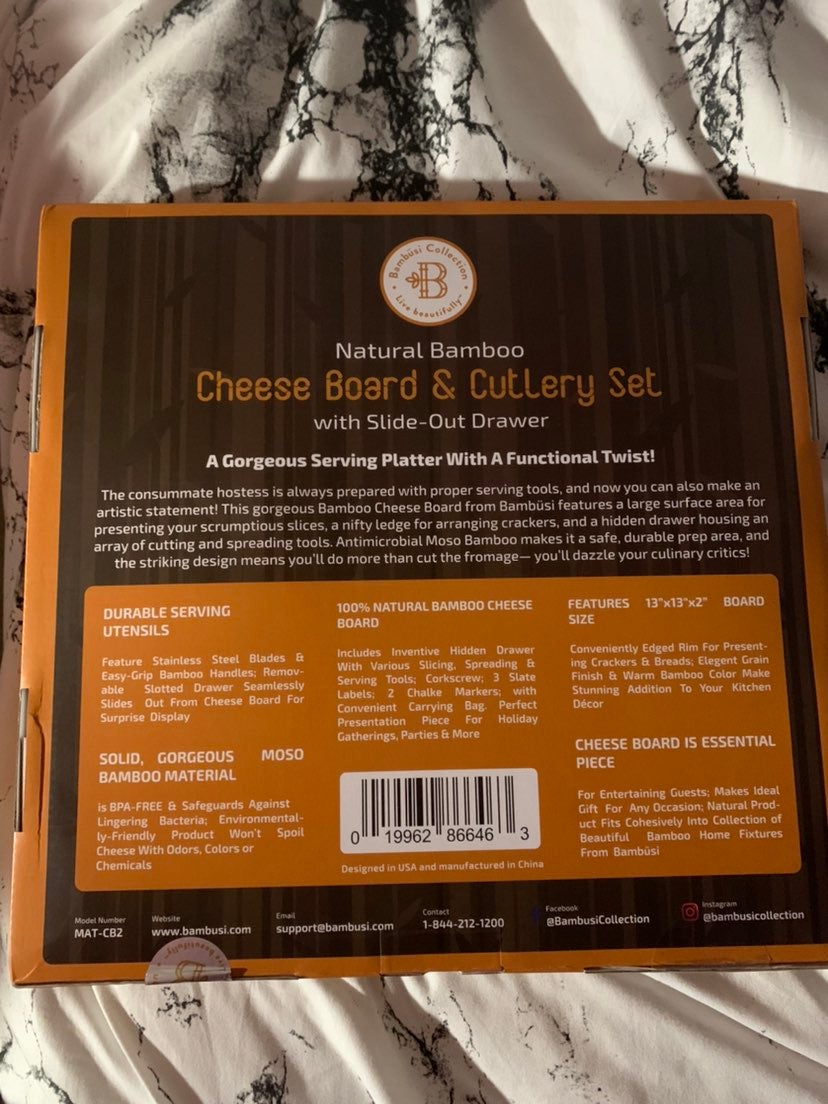 Bambüsi Collection
B
Live beautifully™
Natural Bamboo
Cheese Board & Cutlery Set
with Slide-Out Drawer
A Gorgeous Serving Platter With A Functional Twist!
The consummate hostess is always prepared with proper serving tools, and now you can also make an
artistic statement! This gorgeous Bamboo Cheese Board from Bambüsi features a large surface area for
presenting your scrumptious slices, a nifty ledge for arranging crackers, and a hidden drawer housing an
array of cutting and spreading tools. Antimicrobial Moso Bamboo makes it a safe, durable prep area, and
the striking design means you'll do more than cut the fromage— you'll dazzle your culinary critics!
DURABLE SERVING
UTENSILS
Feature Stainless Steel Blades &
Easy-Grip Bamboo Handles; Remov-
able Slotted Drawer Seamlessly
Slides Out From Cheese Board For
Surprise Display
SOLID, GORGEOUS MOSO
BAMBOO MATERIAL
is BPA-FREE & Safeguards Against
Lingering Bacteria; Environmental-
ly-Friendly Product Won't Spoil
Cheese With Odors, Colors or
Chemicals
100% NATURAL BAMBOO CHEESE
BOARD
Includes Inventive Hidden Drawer
With Various Slicing, Spreading &
Serving Tools; Corkscrew; 3 Slate
Labels; 2 Chalke Markers; with
Convenient Carrying Bag. Perfect
Presentation Piece For Holiday
Gatherings, Parties & More
0 19962 86646 3
Designed in USA and manufactured in China
FEATURES 13"x13"x2" BOARD
SIZE
Conveniently Edged Rim For Present-
ing Crackers & Breads; Elegent Grain
Finish & Warm Bamboo Color Make
Stunning Addition To Your Kitchen
Décor
CHEESE BOARD IS ESSENTIAL
PIECE
For Entertaining Guests; Makes Ideal
Gift For Any Occasion; Natural Prod-
uct Fits Cohesively Into Collection of
Beautiful Bamboo Home Fixtures
From Bambüsi
Model Number
MAT-CB2
Website
www.bambusi.com
Email
support@bambusi.com
Contact
1-844-212-1200
Facebook
@BambusiCollection
Instagram
@bambusicollection
live beautifully™